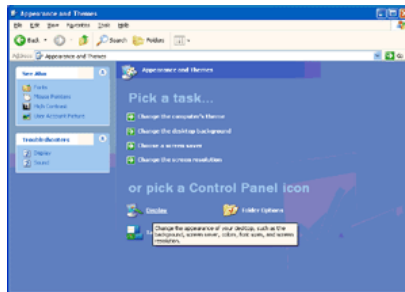 Appearance and Themes
File Edit View Favorites Tools Help
Back Search Folders
Address Appearance and Themes Go
See Also
Fonts
Mouse Pointers
High Contrast
User Account Picture
Troubleshooters
Display
Sound
Appearance and Themes
Pick a task...
Change the computer's theme
Change the desktop background
Choose a screen saver
Change the screen resolution
or pick a Control Panel icon
Display Folder Options
Change the appearance of your desktop, such as the
background, screen saver, colors, font sizes, and screen
resolution.